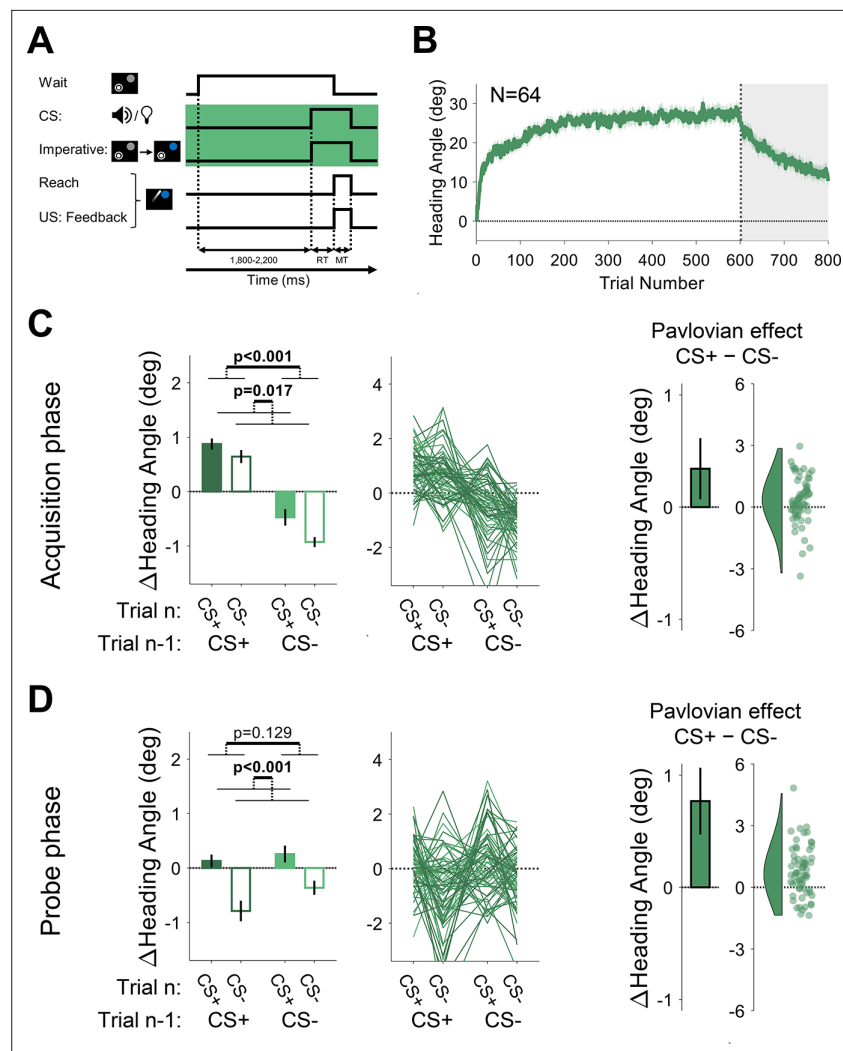 A
Wait
CS:
/
Imperative:
Reach
US: Feedback
1,800-2,200
RT
MT
Time (ms)
B
N=64
Heading Angle (deg)
30
20
10
0
0 100 200 300 400 500 600 700 800
Trial Number
C
Acquisition phase
p<0.001
p=0.017
ΔHeading Angle (deg)
2
1
0
-1
Trial n: CS+ CS- CS+ CS-
Trial n-1: CS+ CS-
4
2
0
-2
CS+ CS- CS+ CS-
CS+ CS-
Pavlovian effect
CS+ − CS-
ΔHeading Angle (deg)
1
0
-1
6
3
0
-3
-6
D
Probe phase
p=0.129
p<0.001
ΔHeading Angle (deg)
2
1
0
-1
Trial n: CS+ CS- CS+ CS-
Trial n-1: CS+ CS-
4
2
0
-2
CS+ CS- CS+ CS-
CS+ CS-
Pavlovian effect
CS+ − CS-
ΔHeading Angle (deg)
1
0
-1
6
3
0
-3
-6